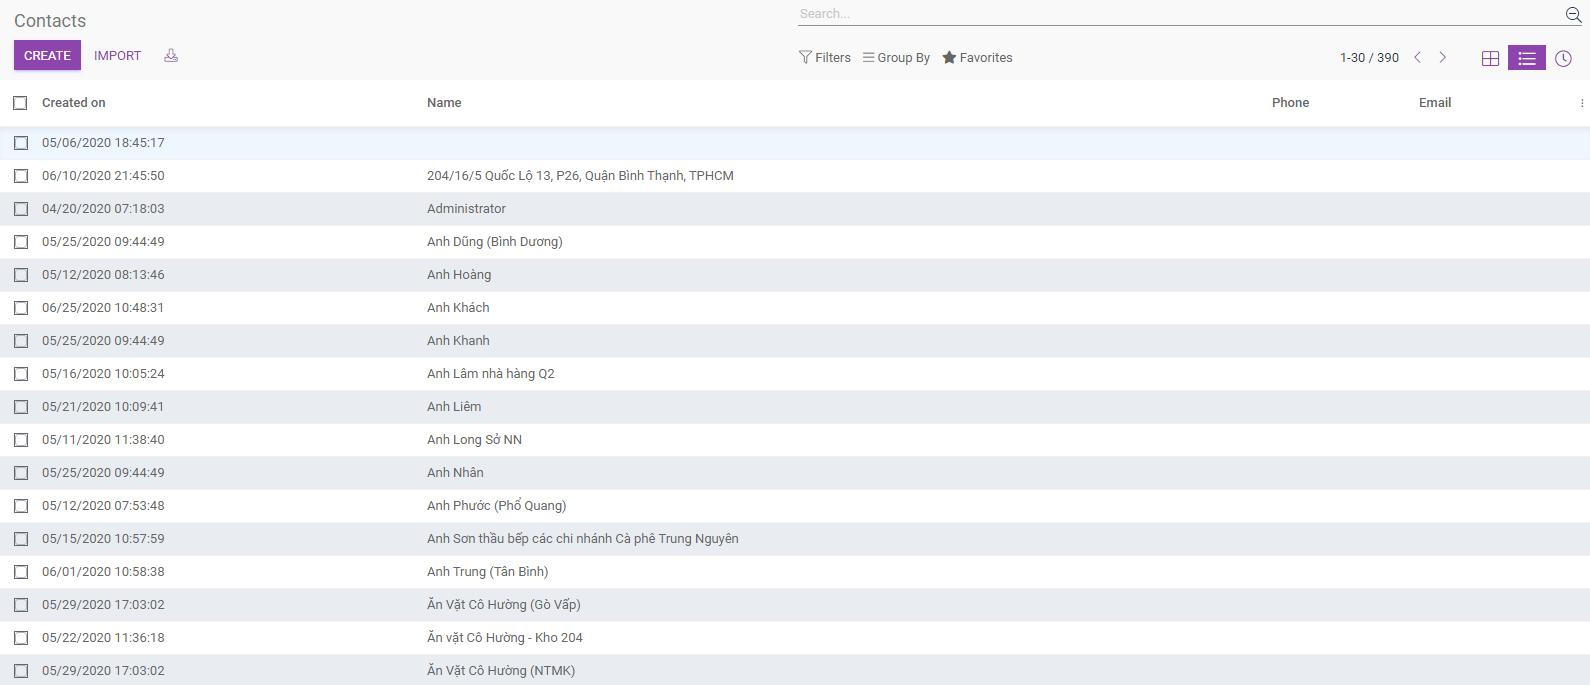 Contacts
Search...
CREATE IMPORT
Filters Group By Favorites 1-30 / 390
Created on Name Phone Email
05/06/2020 18:45:17
06/10/2020 21:45:50 204/16/5 Quốc Lộ 13, P26, Quận Bình Thạnh, TPHCM
04/20/2020 07:18:03 Administrator
05/25/2020 09:44:49 Anh Dũng (Bình Dương)
05/12/2020 08:13:46 Anh Hoàng
06/25/2020 10:48:31 Anh Khách
05/25/2020 09:44:49 Anh Khanh
05/16/2020 10:05:24 Anh Lâm nhà hàng Q2
05/21/2020 10:09:41 Anh Liêm
05/11/2020 11:38:40 Anh Long Sở NN
05/25/2020 09:44:49 Anh Nhân
05/12/2020 07:53:48 Anh Phước (Phổ Quang)
05/15/2020 10:57:59 Anh Sơn thầu bếp các chi nhánh Cà phê Trung Nguyên
06/01/2020 10:58:38 Anh Trung (Tân Bình)
05/29/2020 17:03:02 Ăn Vặt Cô Hường (Gò Vấp)
05/22/2020 11:36:18 Ăn vặt Cô Hường - Kho 204
05/29/2020 17:03:02 Ăn Vặt Cô Hường (NTMK)